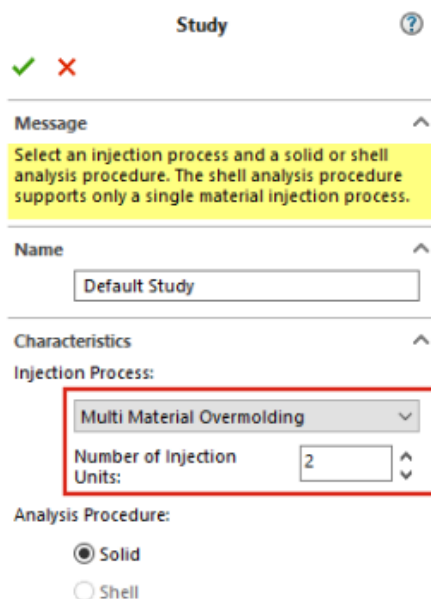 Study
Message
Select an injection process and a solid or shell
analysis procedure. The shell analysis procedure
supports only a single material injection process.
Name
Default Study
Characteristics
Injection Process:
Multi Material Overmolding
Number of Injection
Units:
2
Analysis Procedure:
Solid
Shell